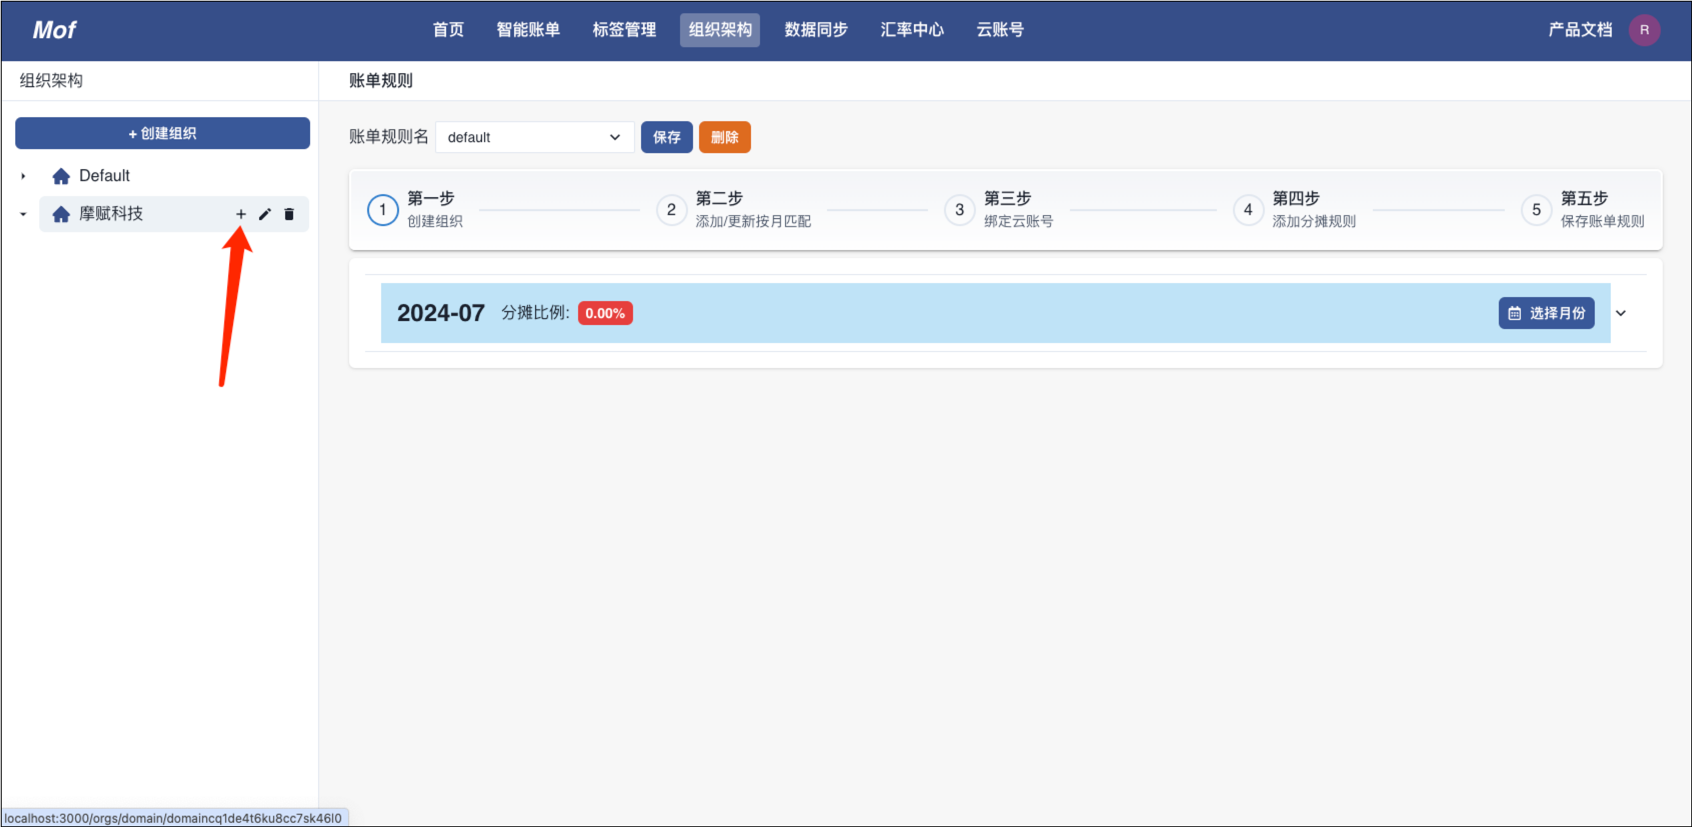 Mof
首页 智能账单 标签管理 组织架构 数据同步 汇率中心 云账号
产品文档 R
组织架构
账单规则
+ 创建组织
账单规则名 default 保存 删除
Default
摩赋科技
1 第一步
创建组织
2 第二步
添加/更新按月匹配
3 第三步
绑定云账号
4 第四步
添加分摊规则
5 第五步
保存账单规则
2024-07 分摊比例: 0.00% 选择月份
localhost:3000/orgs/domain/domaincq1de4t6ku8cc7sk46l0